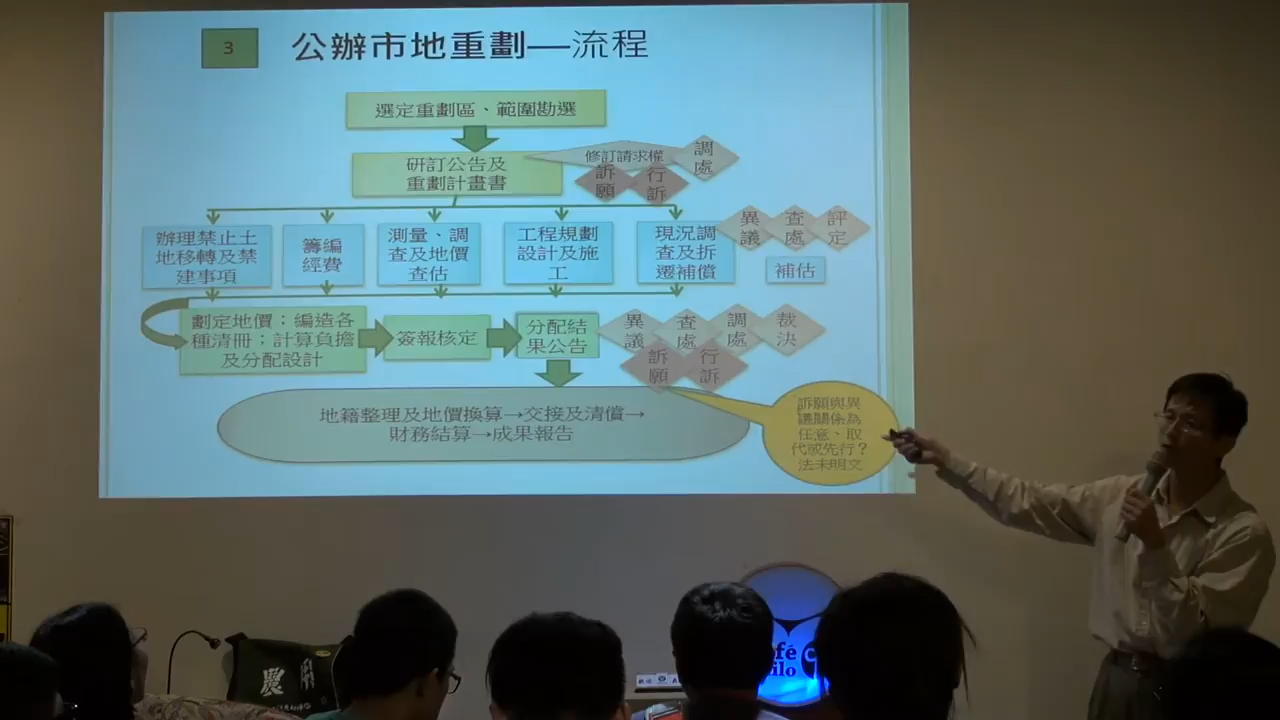 3
公辦市地重劃—流程
選定重劃區、範圍勘選
研訂公告及
重劃計畫書
修訂請求權
調
處
訴
願
行
訴
辦理禁止土
地移轉及禁
建事項
籌編
經費
測量、調
查及地價
查估
工程規劃
設計及施
工
現況調
查及拆
遷補償
異
議
查
處
評
定
補估
劃定地價；編造各
種清冊；計算負擔
及分配設計
簽報核定
分配結
果公告
異
議
查
處
調
處
裁
決
訴
願
行
訴
地籍整理及地價換算→交接及清償→
財務結算→成果報告
訴願與異
議關係為
任意、取
代或先行？
法未明文
農